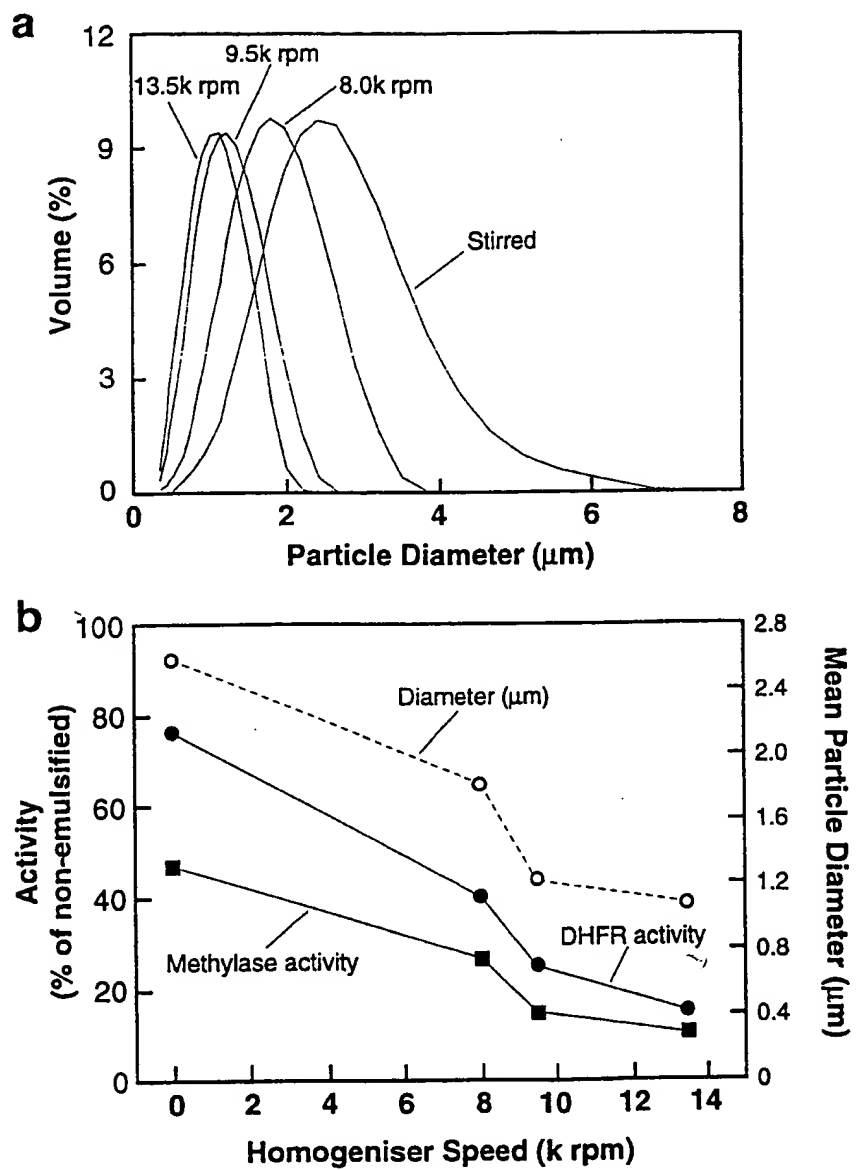 a
12
9.5k rpm
13.5k rpm
8.0k rpm
9
Volume (%)
6
Stirred
3
0
0 2 4 6 8
Particle Diameter (µm)
b
100
80
60
40
20
0
Activity
(% of non-emulsified)
Diameter (µm)
Methylase activity
DHFR activity
2.8
2.4
2.0
1.6
1.2
0.8
0.4
0
Mean Particle
Diameter (µm)
0 2 4 6 8 10 12 14
Homogeniser Speed (k rpm)